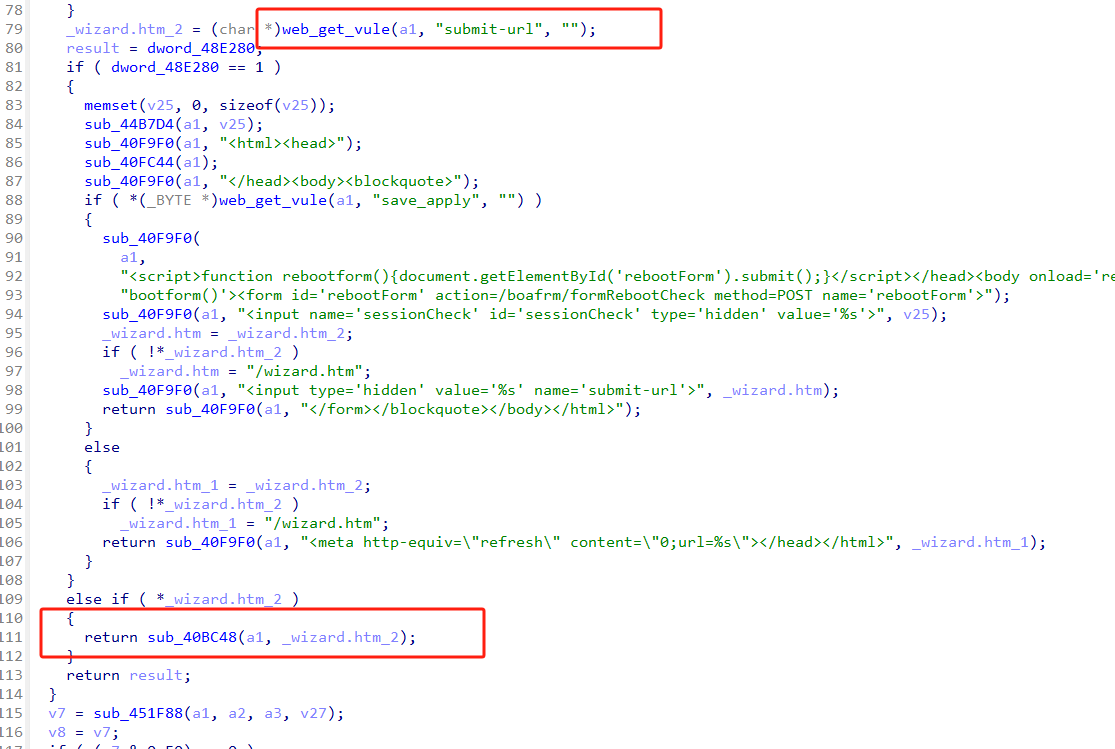 78 }
79 _wizard.htm_2 = (char *)web_get_vule(a1, "submit-url", "");
80 result = dword_48E280;
81 if ( dword_48E280 == 1 )
82 {
83 memset(v25, 0, sizeof(v25));
84 sub_44B7D4(a1, v25);
85 sub_40F9F0(a1, "<html><head>");
86 sub_40FC44(a1);
87 sub_40F9F0(a1, "</head><body><blockquote>");
88 if ( *(_BYTE *)web_get_vule(a1, "save_apply", "") )
89 {
90 sub_40F9F0(
91 a1,
92 "<script>function rebootform(){document.getElementById('rebootForm').submit();}</script></head><body onload='re
93 "bootform()'><form id='rebootForm' action=/boafrm/formRebootCheck method=POST name='rebootForm'>");
94 sub_40F9F0(a1, "<input name='sessionCheck' id='sessionCheck' type='hidden' value='%s'>", v25);
95 _wizard.htm = _wizard.htm_2;
96 if ( !*_wizard.htm_2 )
97 _wizard.htm = "/wizard.htm";
98 sub_40F9F0(a1, "<input type='hidden' value='%s' name='submit-url'>", _wizard.htm);
99 return sub_40F9F0(a1, "</form></blockquote></body></html>");
100 }
101 else
102 {
103 _wizard.htm_1 = _wizard.htm_2;
104 if ( !*_wizard.htm_2 )
105 _wizard.htm_1 = "/wizard.htm";
106 return sub_40F9F0(a1, "<meta http-equiv=\"refresh\" content=\"0;url=%s\"></head></html>", _wizard.htm_1);
107 }
108 }
109 else if ( *_wizard.htm_2 )
110 {
111 return sub_40BC48(a1, _wizard.htm_2);
112 }
113 return result;
114 }
115 v7 = sub_451F88(a1, a2, a3, v27);
116 v8 = v7;